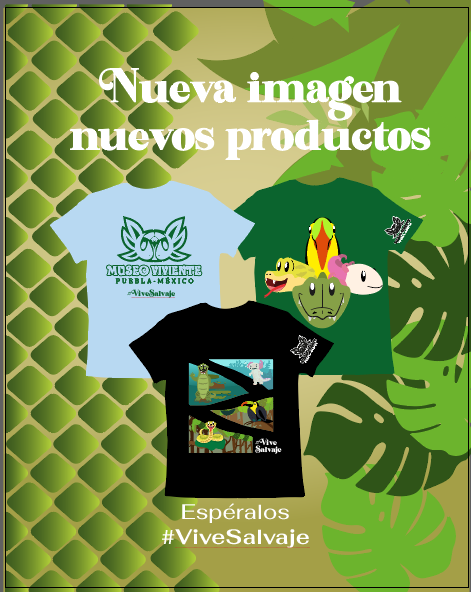 Nueva imagen
nuevos productos
MUSEO VIVIENTE
PUEBLA-MÉXICO
#ViveSalvaje
Vive
Salvaje
Espéralos
#ViveSalvaje